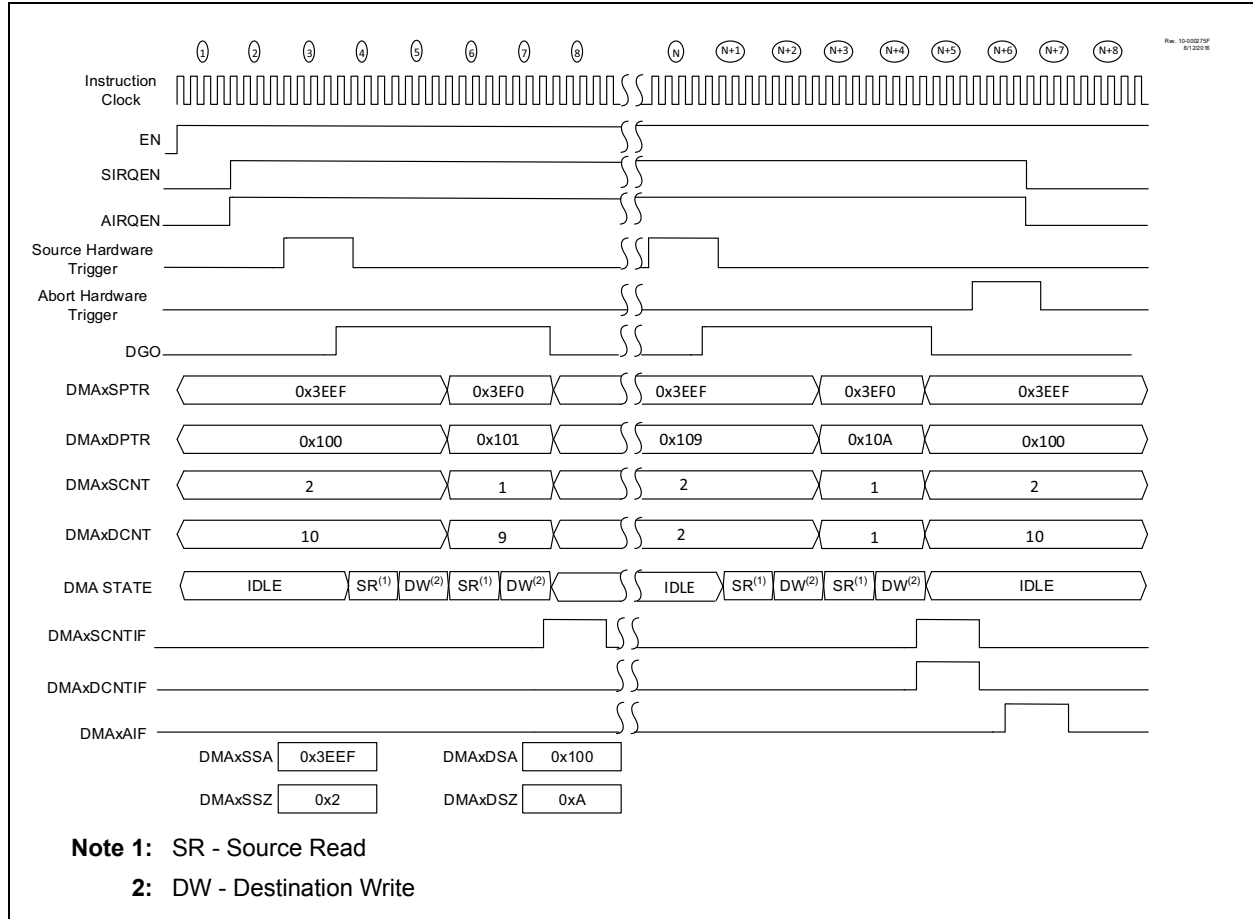 1 2 3 4 5 6 7 8 N N+1 N+2 N+3 N+4 N+5 N+6 N+7 N+8
Rev. 10-000275F
8/12/2016
Instruction
Clock
EN
SIRQEN
AIRQEN
Source Hardware
Trigger
Abort Hardware
Trigger
DGO
DMAxSPTR 0x3EEF 0x3EF0 0x3EEF 0x3EF0 0x3EEF
DMAxDPTR 0x100 0x101 0x109 0x10A 0x100
DMAxSCNT 2 1 2 1 2
DMAxDCNT 10 9 2 1 10
DMA STATE IDLE SR(1) DW(2) SR(1) DW(2) IDLE SR(1) DW(2) SR(1) DW(2) IDLE
DMAxSCNTIF
DMAxDCNTIF
DMAxAIF
DMAxSSA 0x3EEF DMAxDSA 0x100
DMAxSSZ 0x2 DMAxDSZ 0xA
Note 1: SR - Source Read
2: DW - Destination Write